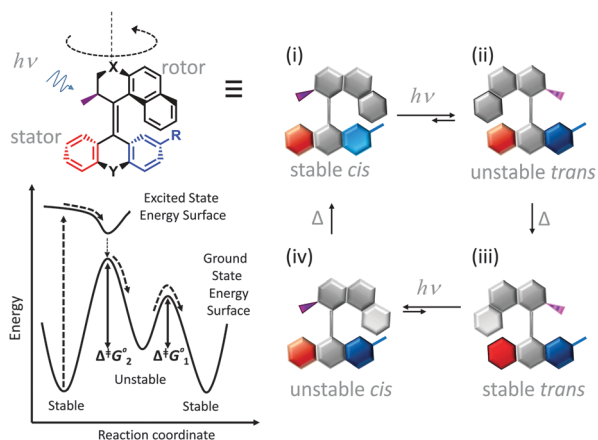 hν
X
rotor
stator
R
Y
≡
(i)
stable cis
hν
(ii)
unstable trans
Δ
Δ
(iv)
unstable cis
hν
(iii)
stable trans
Excited State
Energy Surface
Ground
State
Energy
Surface
Energy
Δ‡G°2
Δ‡G°1
Unstable
Stable
Stable
Reaction coordinate